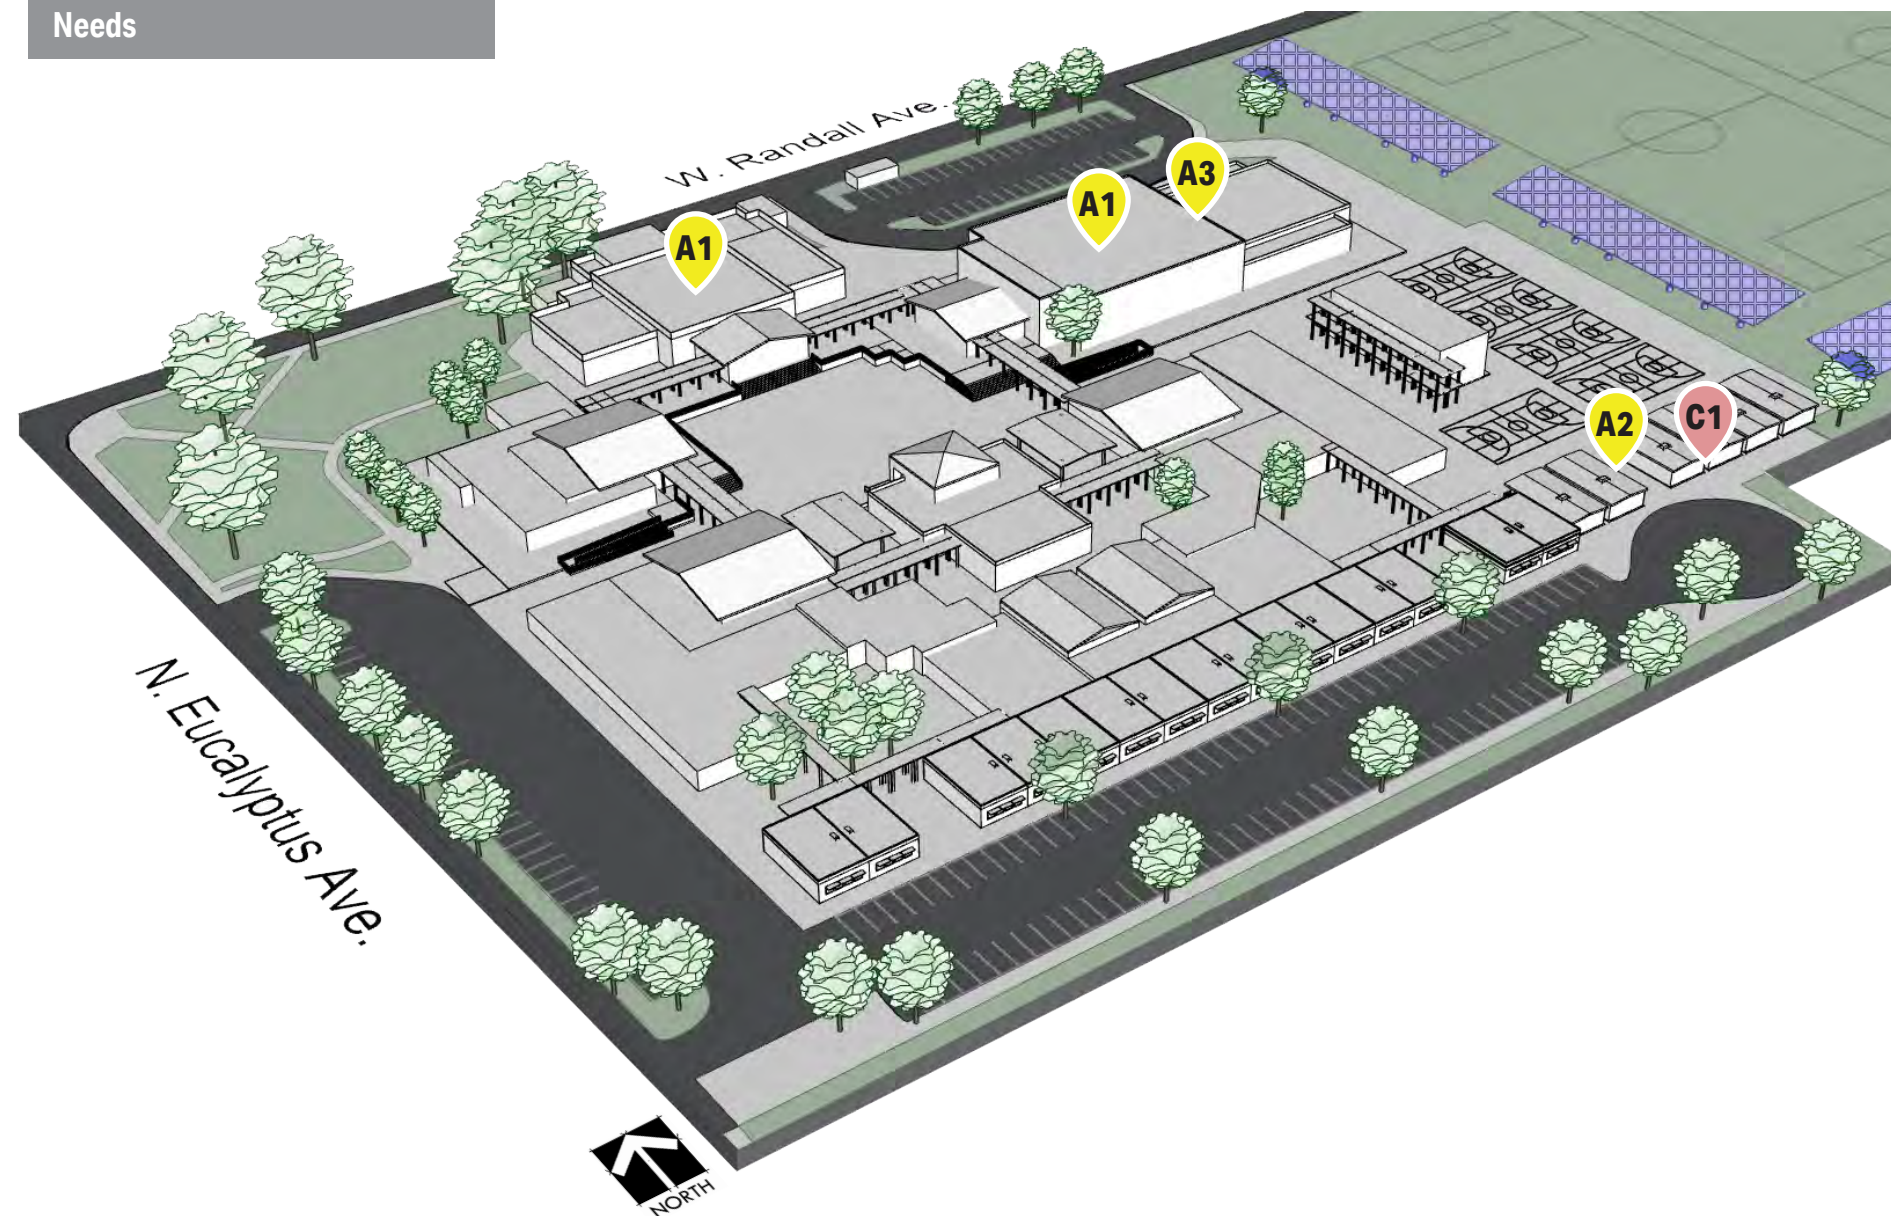 Needs
W. Randall Ave.
A3
A1
A1
A2
C1
N. Eucalyptus Ave.
NORTH